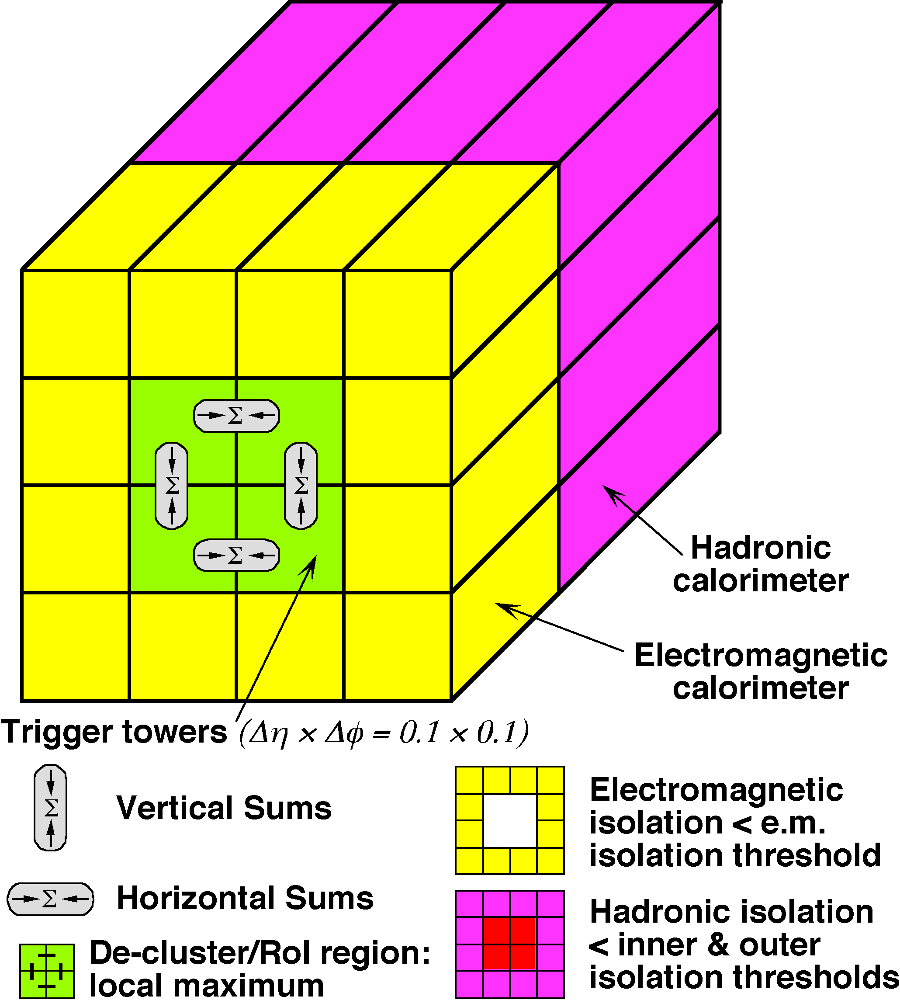 Σ
Σ
Σ
Σ
Hadronic
calorimeter
Electromagnetic
calorimeter
Trigger towers (Δη × Δϕ = 0.1 × 0.1)
Σ
Vertical Sums
Σ
Horizontal Sums
De-cluster/RoI region:
local maximum
Electromagnetic
isolation < e.m.
isolation threshold
Hadronic isolation
< inner & outer
isolation thresholds